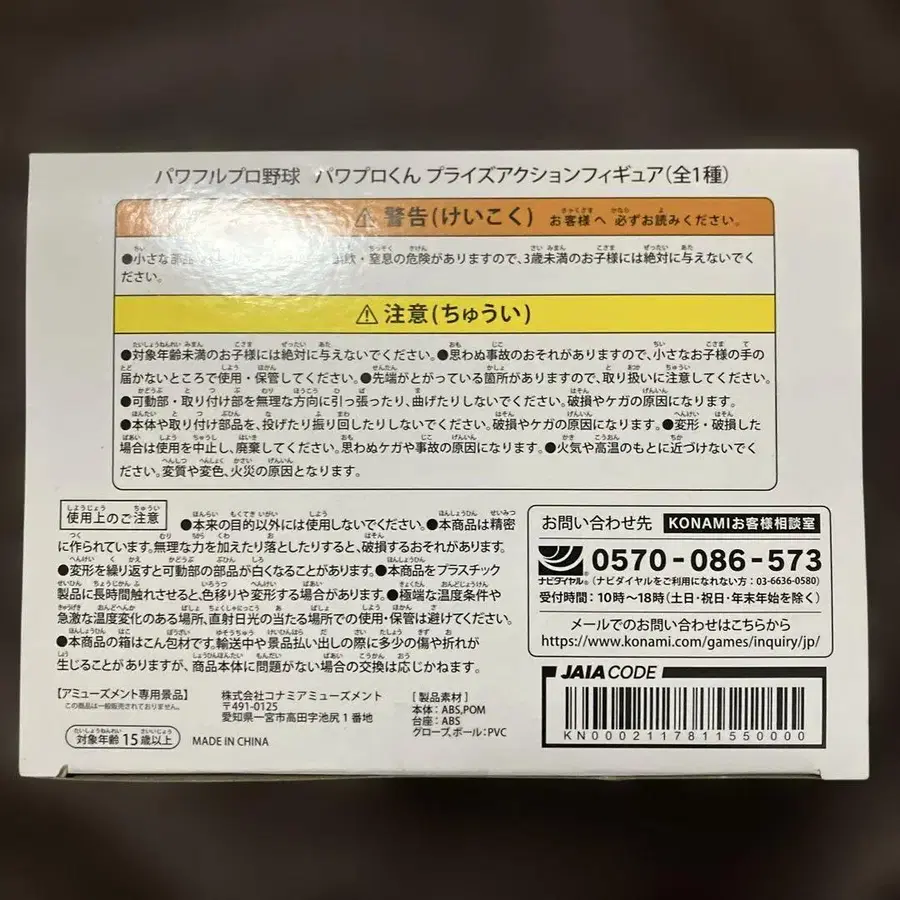 パワフルプロ野球 パワプロくん プライズアクションフィギュア(全1種)
⚠ 警告(けいこく) お客様へ 必ずお読みください。
●小さな部品 飲・窒息の危険がありますので、3歳未満のお子様には絶対に与えないでく
ださい。
⚠ 注意(ちゅうい)
●対象年齢未満のお子様には絶対に与えないでください。●思わぬ事故のおそれがありますので、小さなお子様の手の
届かないところで使用・保管してください。●先端がとがっている箇所がありますので、取り扱いに注意してください。
●可動部・取り付け部を無理な方向に引っ張ったり、曲げたりしないでください。破損やケガの原因になります。
●本体や取り付け部品を、投げたり振り回したりしないでください。破損やケガの原因になります。●変形・破損した
場合は使用を中止し、廃棄してください。思わぬケガや事故の原因になります。●火気や高温のもとに近づけないでく
ださい。変質や変色、火災の原因となります。
使用上のご注意 ●本来の目的以外には使用しないでください。●本商品は精密
に作られています。無理な力を加えたり落としたりすると、破損するおそれがあります。
●変形を繰り返すと可動部の部品が白くなることがあります。●本商品をプラスチック
製品に長時間触れさせると、色移りや変形する場合があります。●極端な温度条件や
急激な温度変化のある場所、直射日光の当たる場所での使用・保管は避けてください。
●本商品の箱はこん包材です。輸送中や景品払い出しの際に多少の傷や折れが
生じることがありますが、商品本体に問題がない場合の交換は応じかねます。
お問い合わせ先 KONAMIお客様相談室
ナビダイヤル® 0570-086-573
(ナビダイヤルをご利用になれない方:03-6636-0580)
受付時間:10時~18時(土日・祝日・年末年始を除く)
メールでのお問い合わせはこちらから
https://www.konami.com/games/inquiry/jp/
【アミューズメント専用景品】
この商品は一般販売されておりません。
対象年齢 15歳以上
MADE IN CHINA
株式会社コナミアミューズメント
〒491-0125
愛知県一宮市高田字池尻1番地
[製品素材]
本体:ABS,POM
台座:ABS
グローブ,ボール:PVC
JAIA CODE
KN0002117811550000